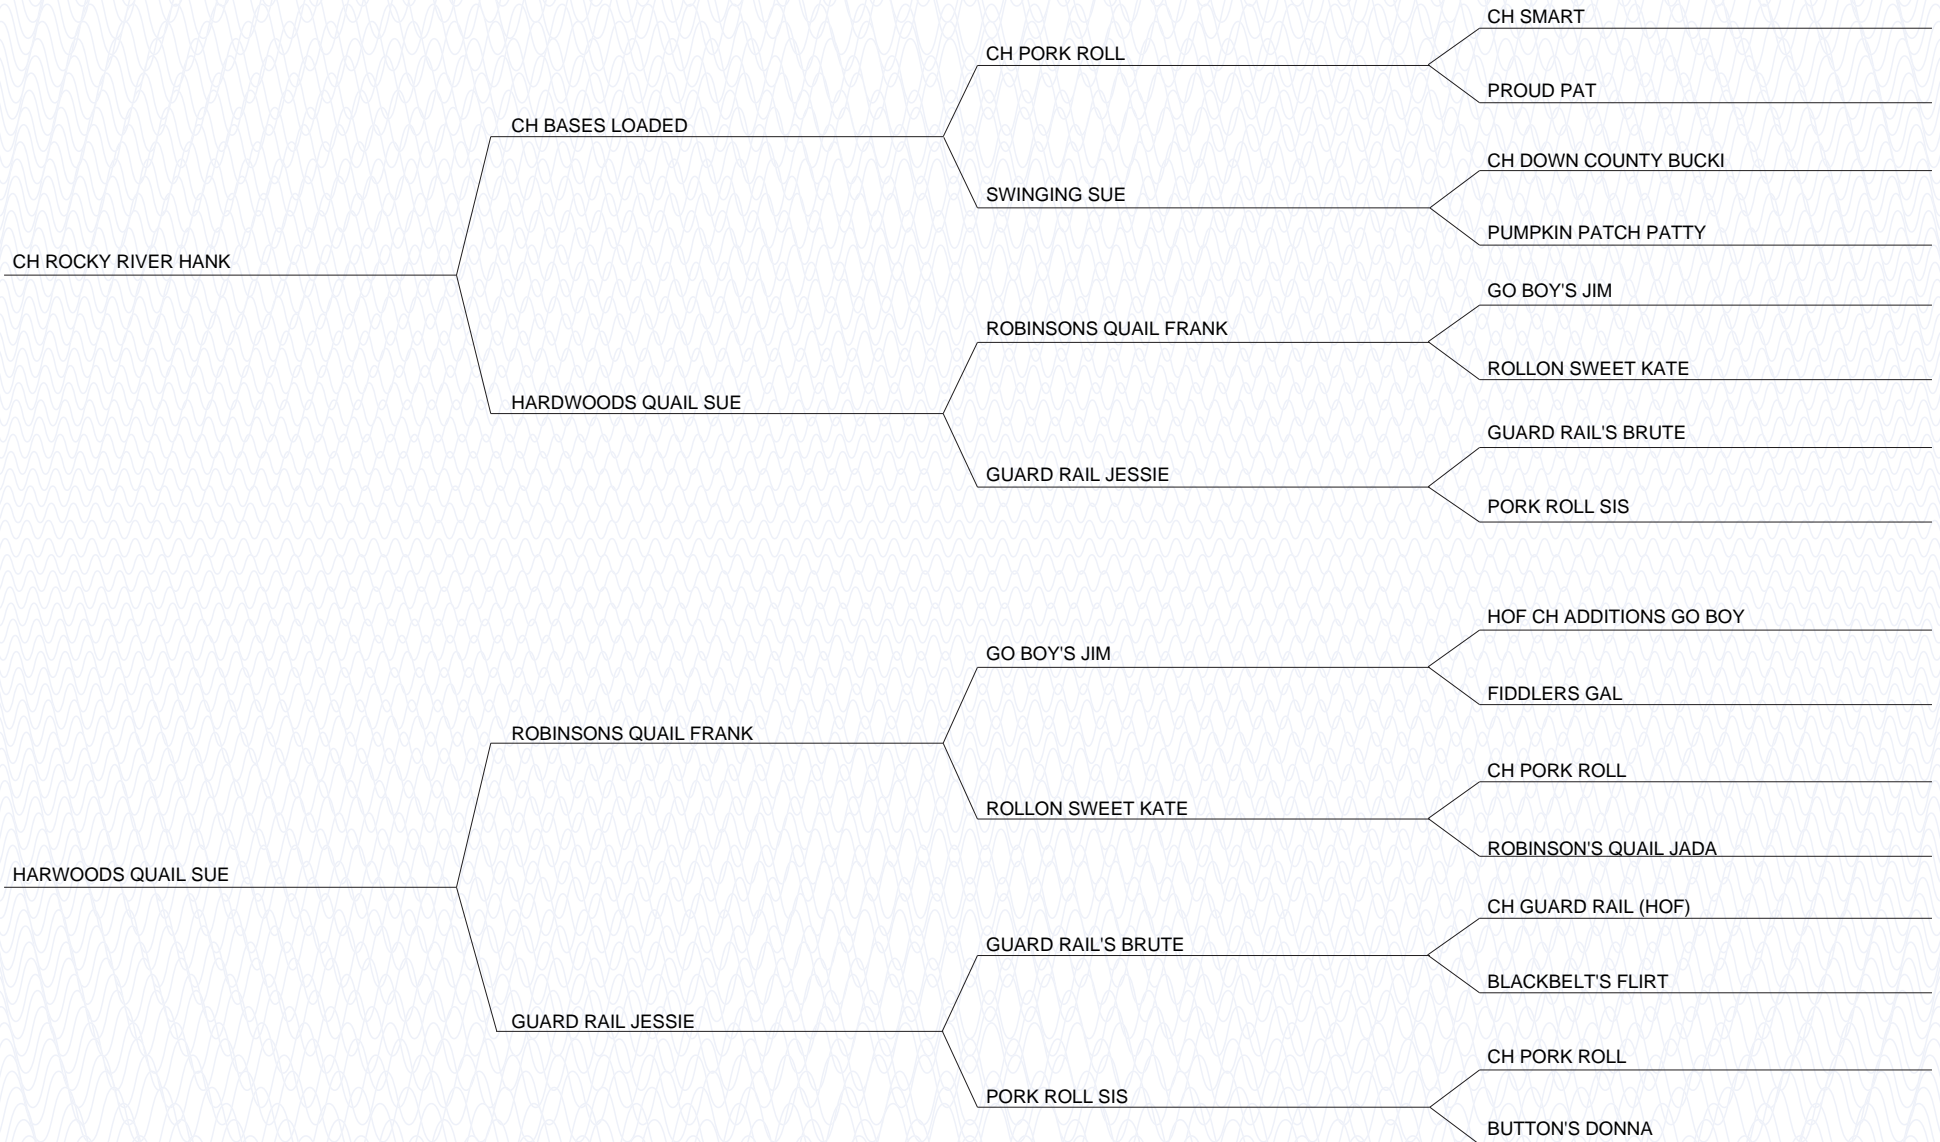 CH SMART
CH PORK ROLL
PROUD PAT
CH BASES LOADED
CH DOWN COUNTY BUCKI
SWINGING SUE
PUMPKIN PATCH PATTY
CH ROCKY RIVER HANK
GO BOY'S JIM
ROBINSONS QUAIL FRANK
ROLLON SWEET KATE
HARDWOODS QUAIL SUE
GUARD RAIL'S BRUTE
GUARD RAIL JESSIE
PORK ROLL SIS
HOF CH ADDITIONS GO BOY
GO BOY'S JIM
FIDDLERS GAL
ROBINSONS QUAIL FRANK
CH PORK ROLL
ROLLON SWEET KATE
ROBINSON'S QUAIL JADA
HARWOODS QUAIL SUE
CH GUARD RAIL (HOF)
GUARD RAIL'S BRUTE
BLACKBELT'S FLIRT
GUARD RAIL JESSIE
CH PORK ROLL
PORK ROLL SIS
BUTTON'S DONNA